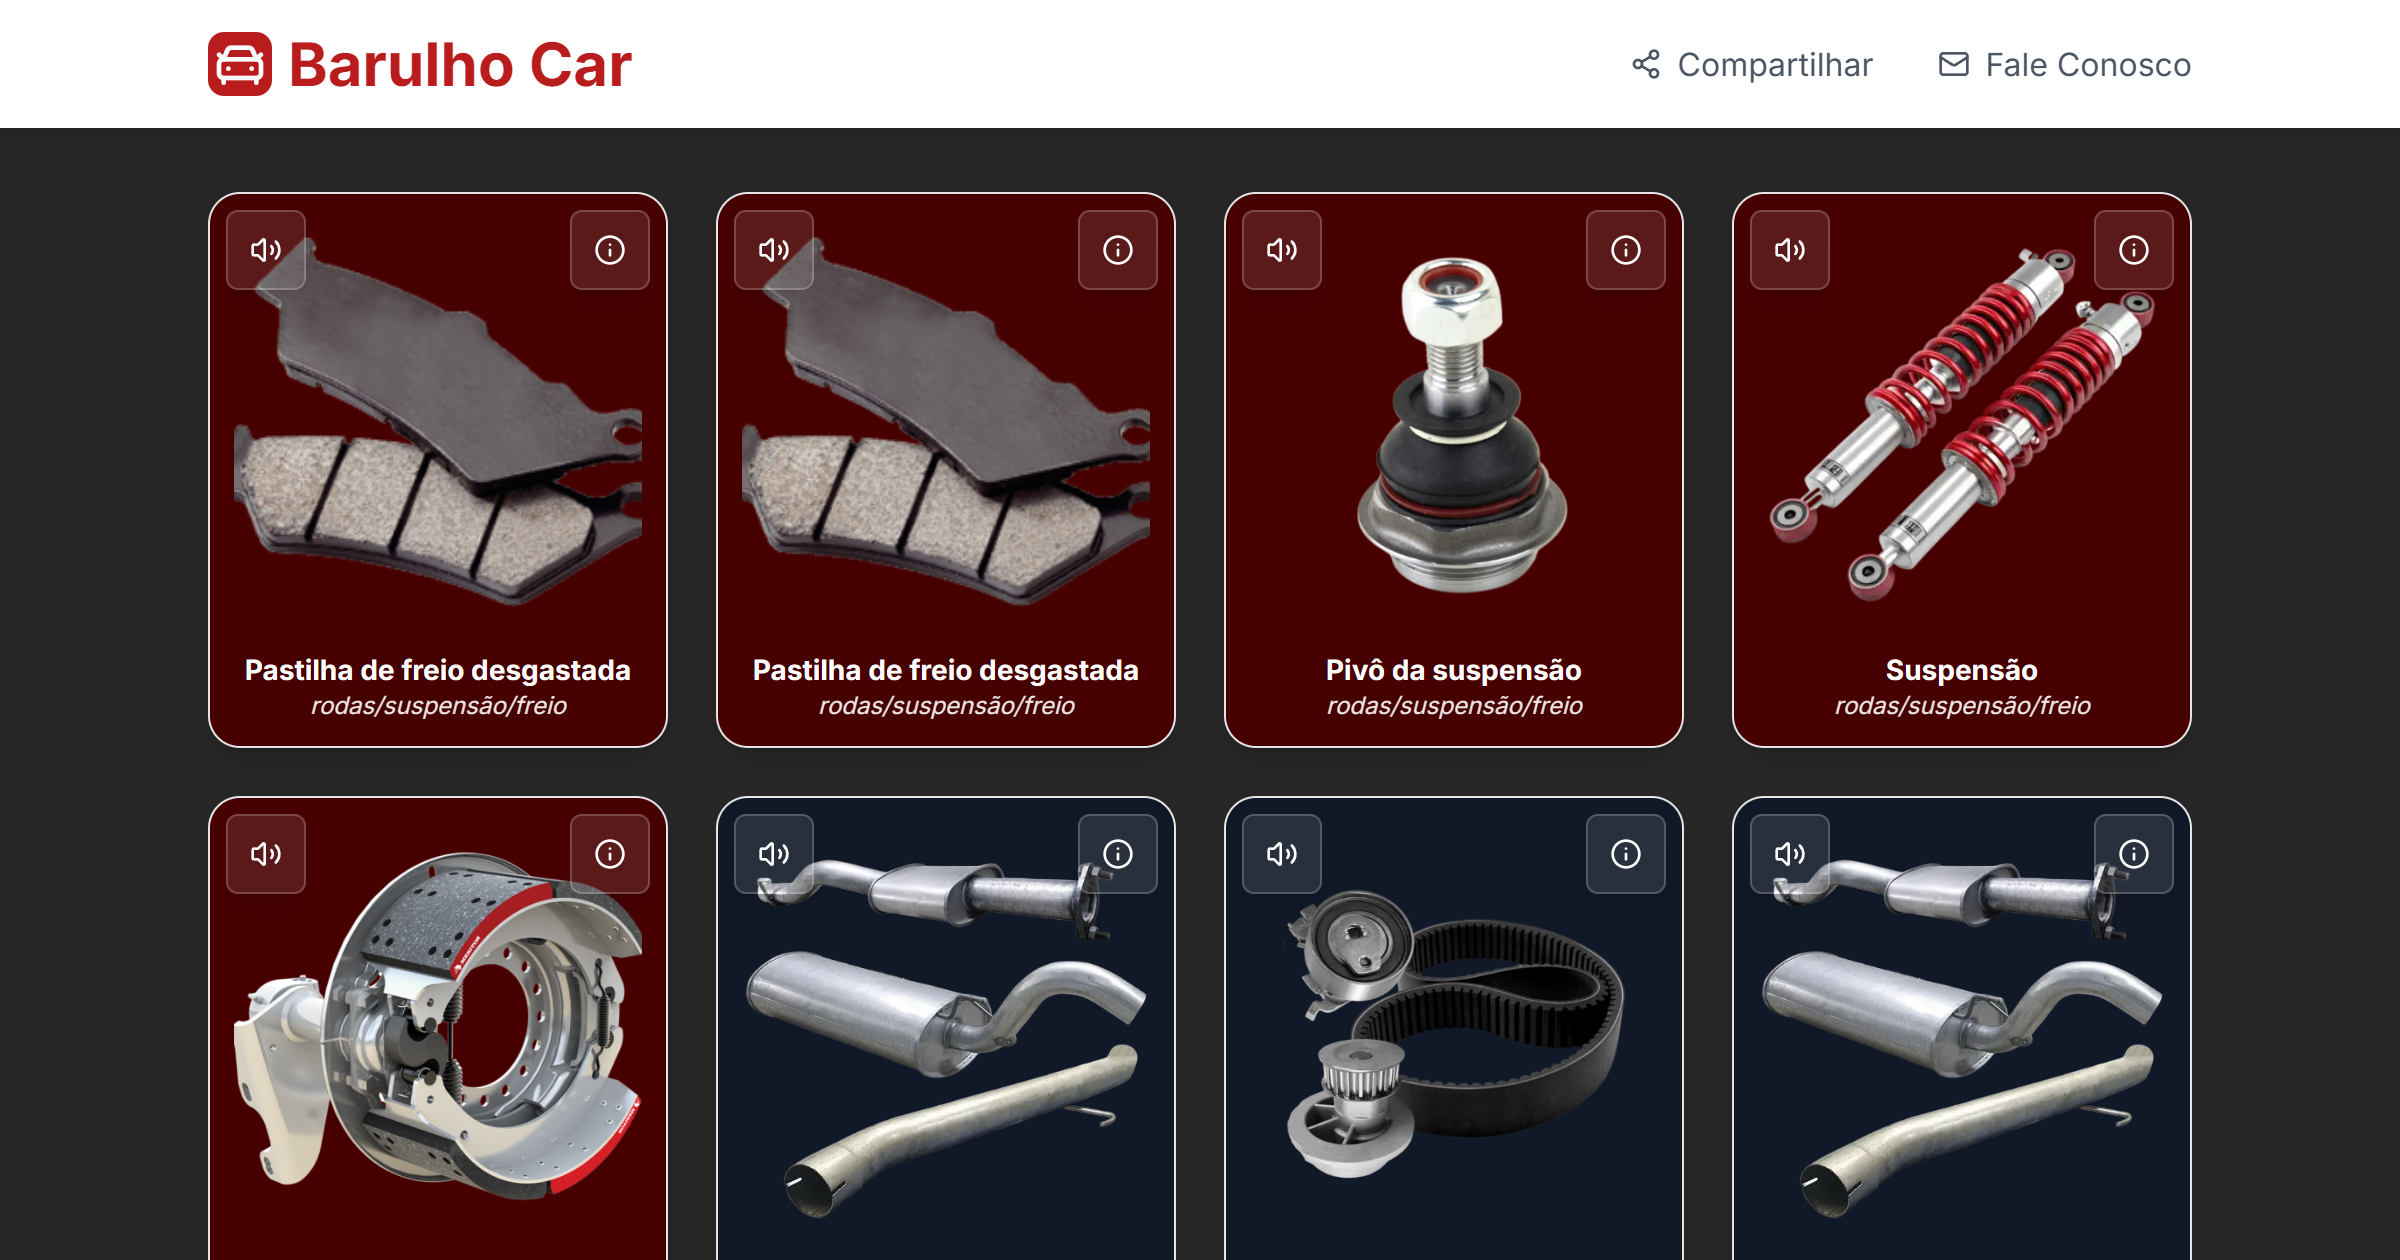 Barulho Car
Compartilhar
Fale Conosco
Pastilha de freio desgastada
rodas/suspensão/freio
Pastilha de freio desgastada
rodas/suspensão/freio
Pivô da suspensão
rodas/suspensão/freio
Suspensão
rodas/suspensão/freio